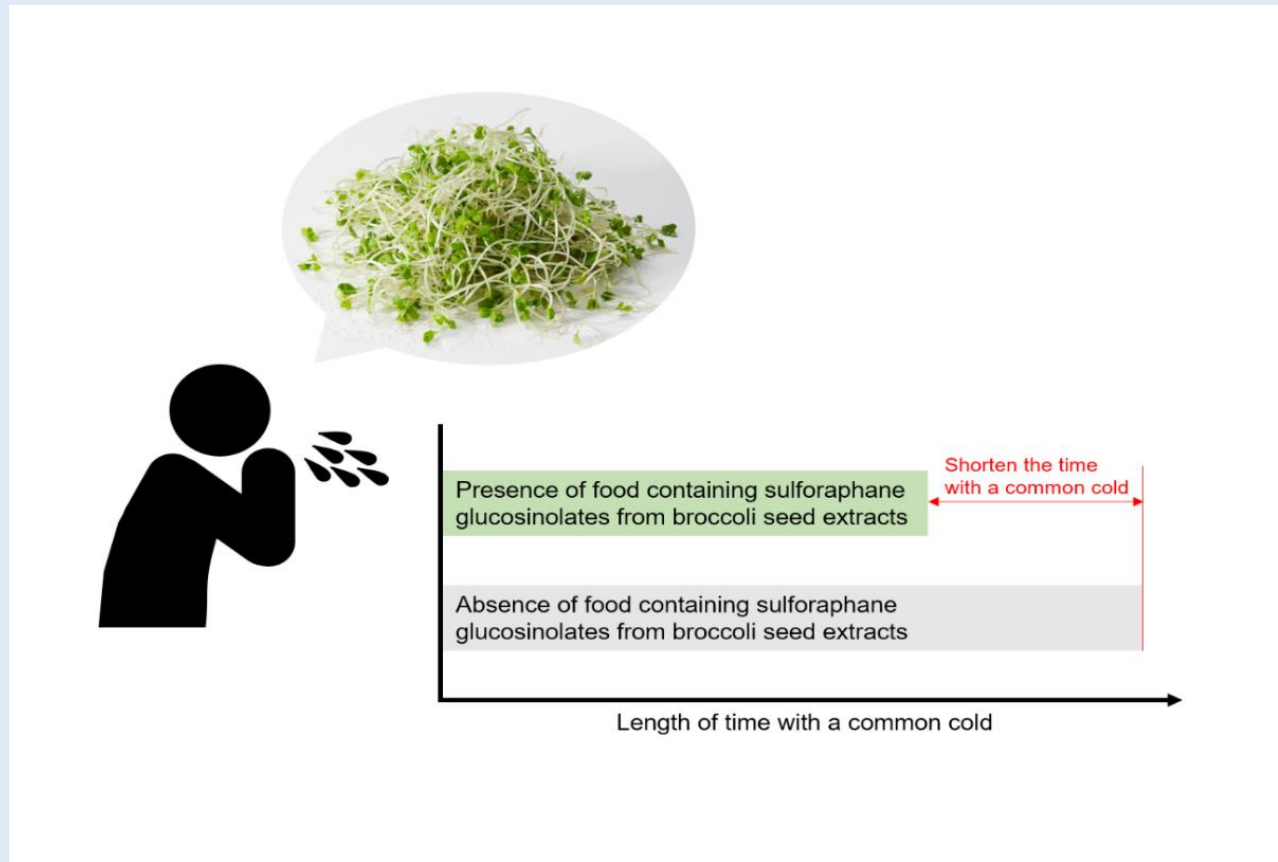 Shorten the time
with a common cold
Presence of food containing sulforaphane
glucosinolates from broccoli seed extracts
Absence of food containing sulforaphane
glucosinolates from broccoli seed extracts
Length of time with a common cold